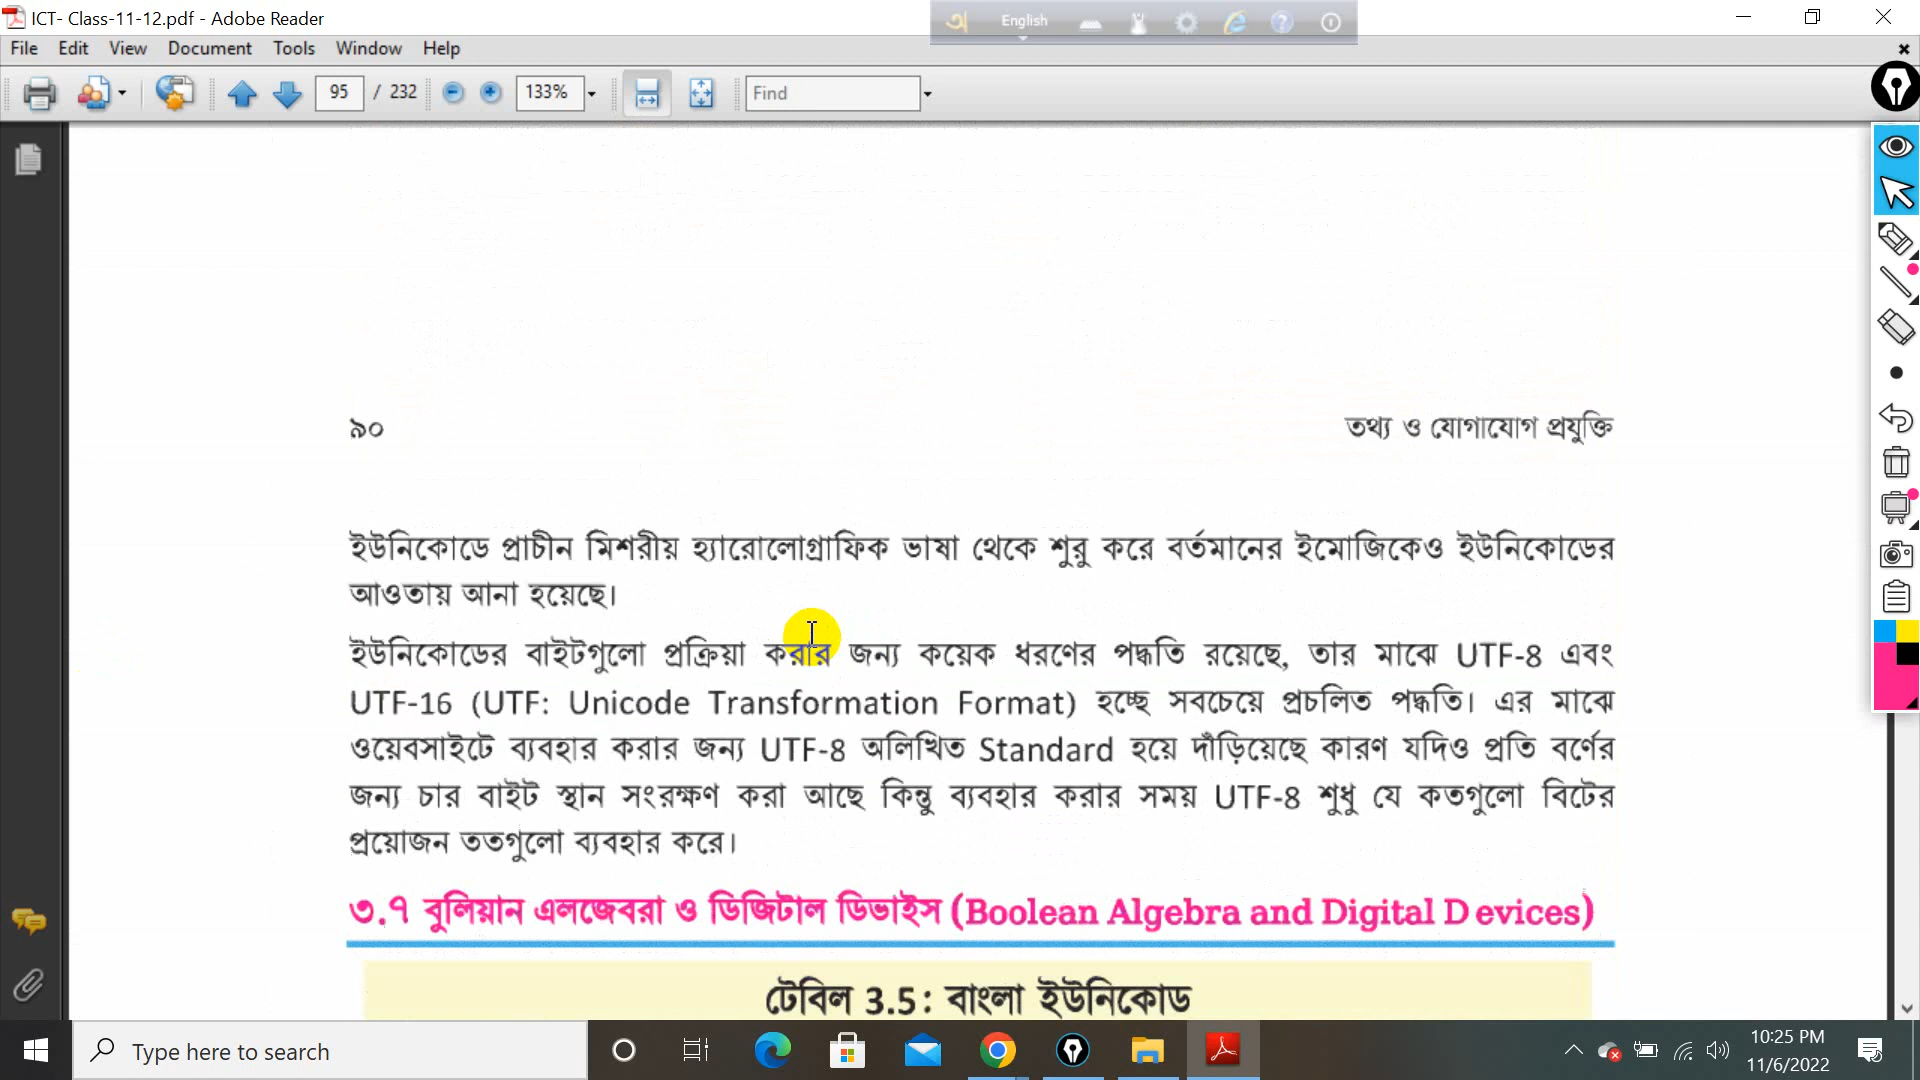 ICT- Class-11-12.pdf - Adobe Reader
English
File Edit View Document Tools Window Help
95 / 232 133% Find
৯০ তথ্য ও যোগাযোগ প্রযুক্তি
ইউনিকোডে প্রাচীন মিশরীয় হ্যারোলোগ্রাফিক ভাষা থেকে শুরু করে বর্তমানের ইমোজিকেও ইউনিকোডের
আওতায় আনা হয়েছে।
ইউনিকোডের বাইটগুলো প্রক্রিয়া করার জন্য কয়েক ধরণের পদ্ধতি রয়েছে, তার মাঝে UTF-8 এবং
UTF-16 (UTF: Unicode Transformation Format) হচ্ছে সবচেয়ে প্রচলিত পদ্ধতি। এর মাঝে
ওয়েবসাইটে ব্যবহার করার জন্য UTF-8 অলিখিত Standard হয়ে দাঁড়িয়েছে কারণ যদিও প্রতি বর্ণের
জন্য চার বাইট স্থান সংরক্ষণ করা আছে কিন্তু ব্যবহার করার সময় UTF-8 শুধু যে কতগুলো বিটের
প্রয়োজন ততগুলো ব্যবহার করে।
৩.৭ বুলিয়ান এলজেবরা ও ডিজিটাল ডিভাইস (Boolean Algebra and Digital D evices)
টেবিল 3.5: বাংলা ইউনিকোড
Type here to search
10:25 PM
11/6/2022